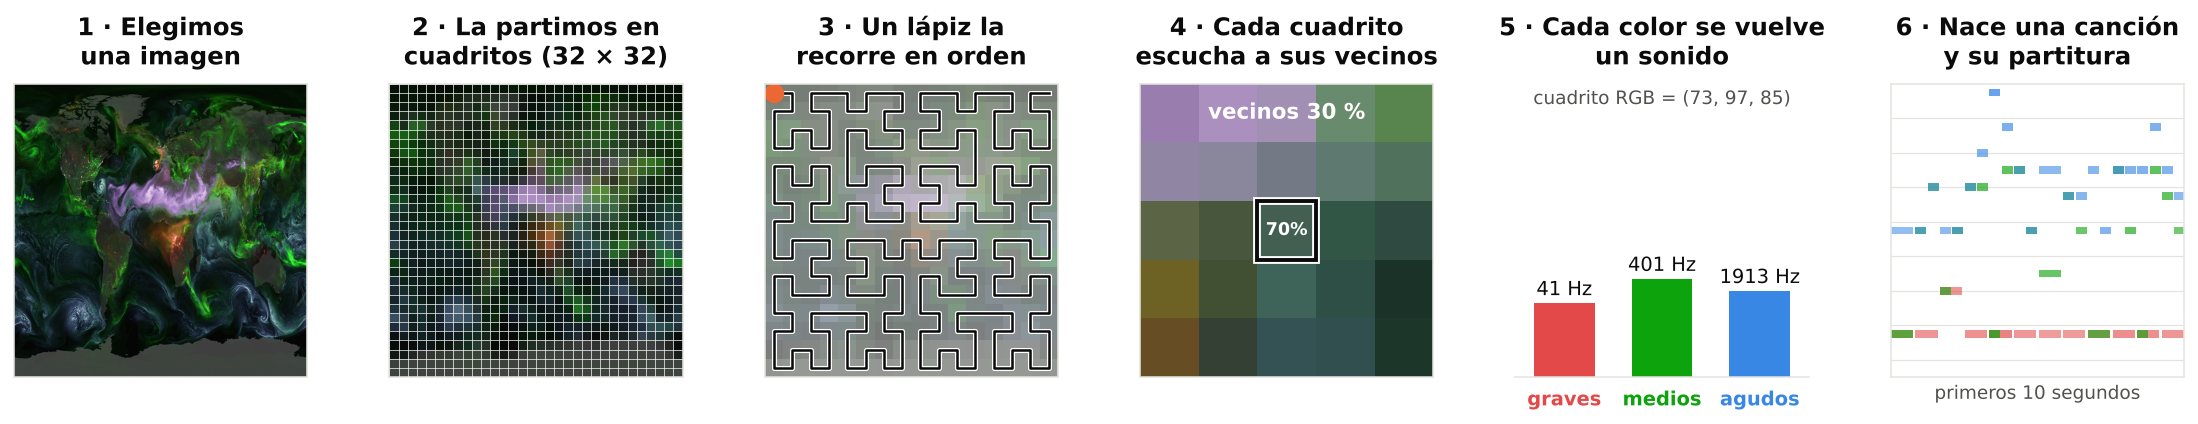 1 · Elegimos
una imagen
2 · La partimos en
cuadritos (32 × 32)
3 · Un lápiz la
recorre en orden
4 · Cada cuadrito
escucha a sus vecinos
vecinos 30 %
70%
5 · Cada color se vuelve
un sonido
cuadrito RGB = (73, 97, 85)
41 Hz
401 Hz
1913 Hz
graves
medios
agudos
6 · Nace una canción
y su partitura
primeros 10 segundos